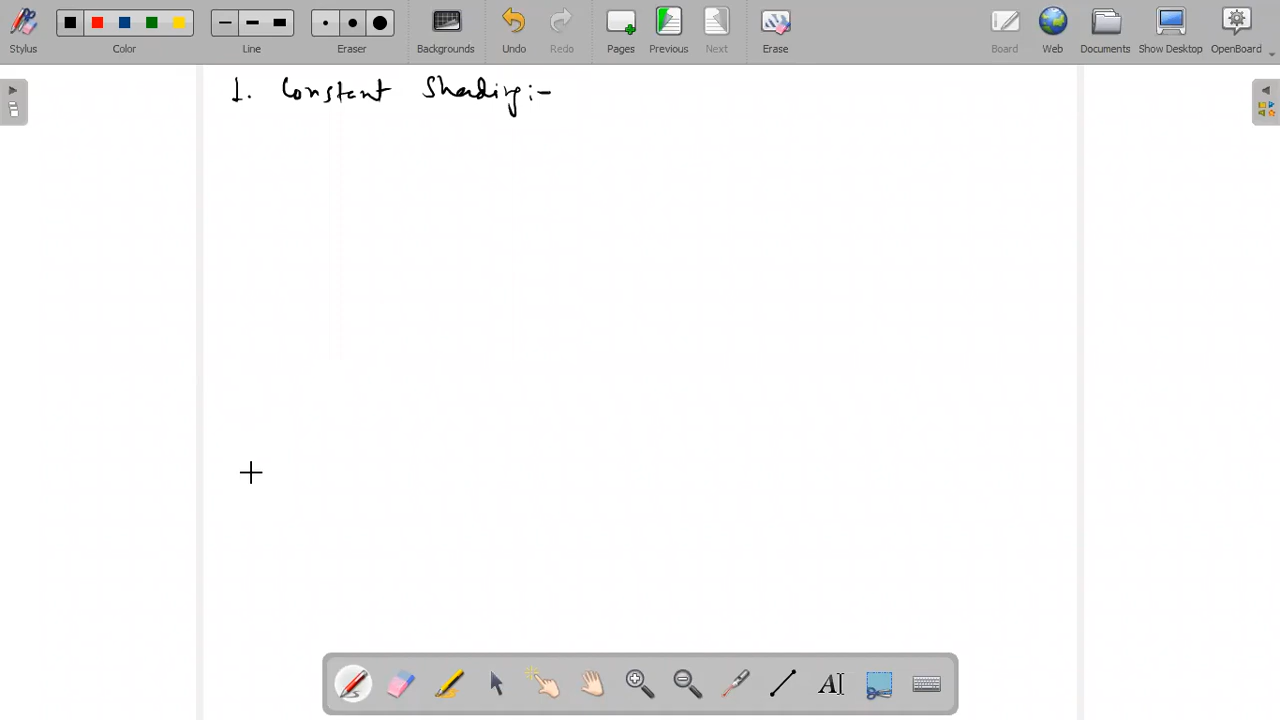 Stylus
Color
Line
Eraser
Backgrounds
Undo
Redo
Pages
Previous
Next
Erase
Board
Web
Documents
Show Desktop
OpenBoard
1. Constant Shading:-